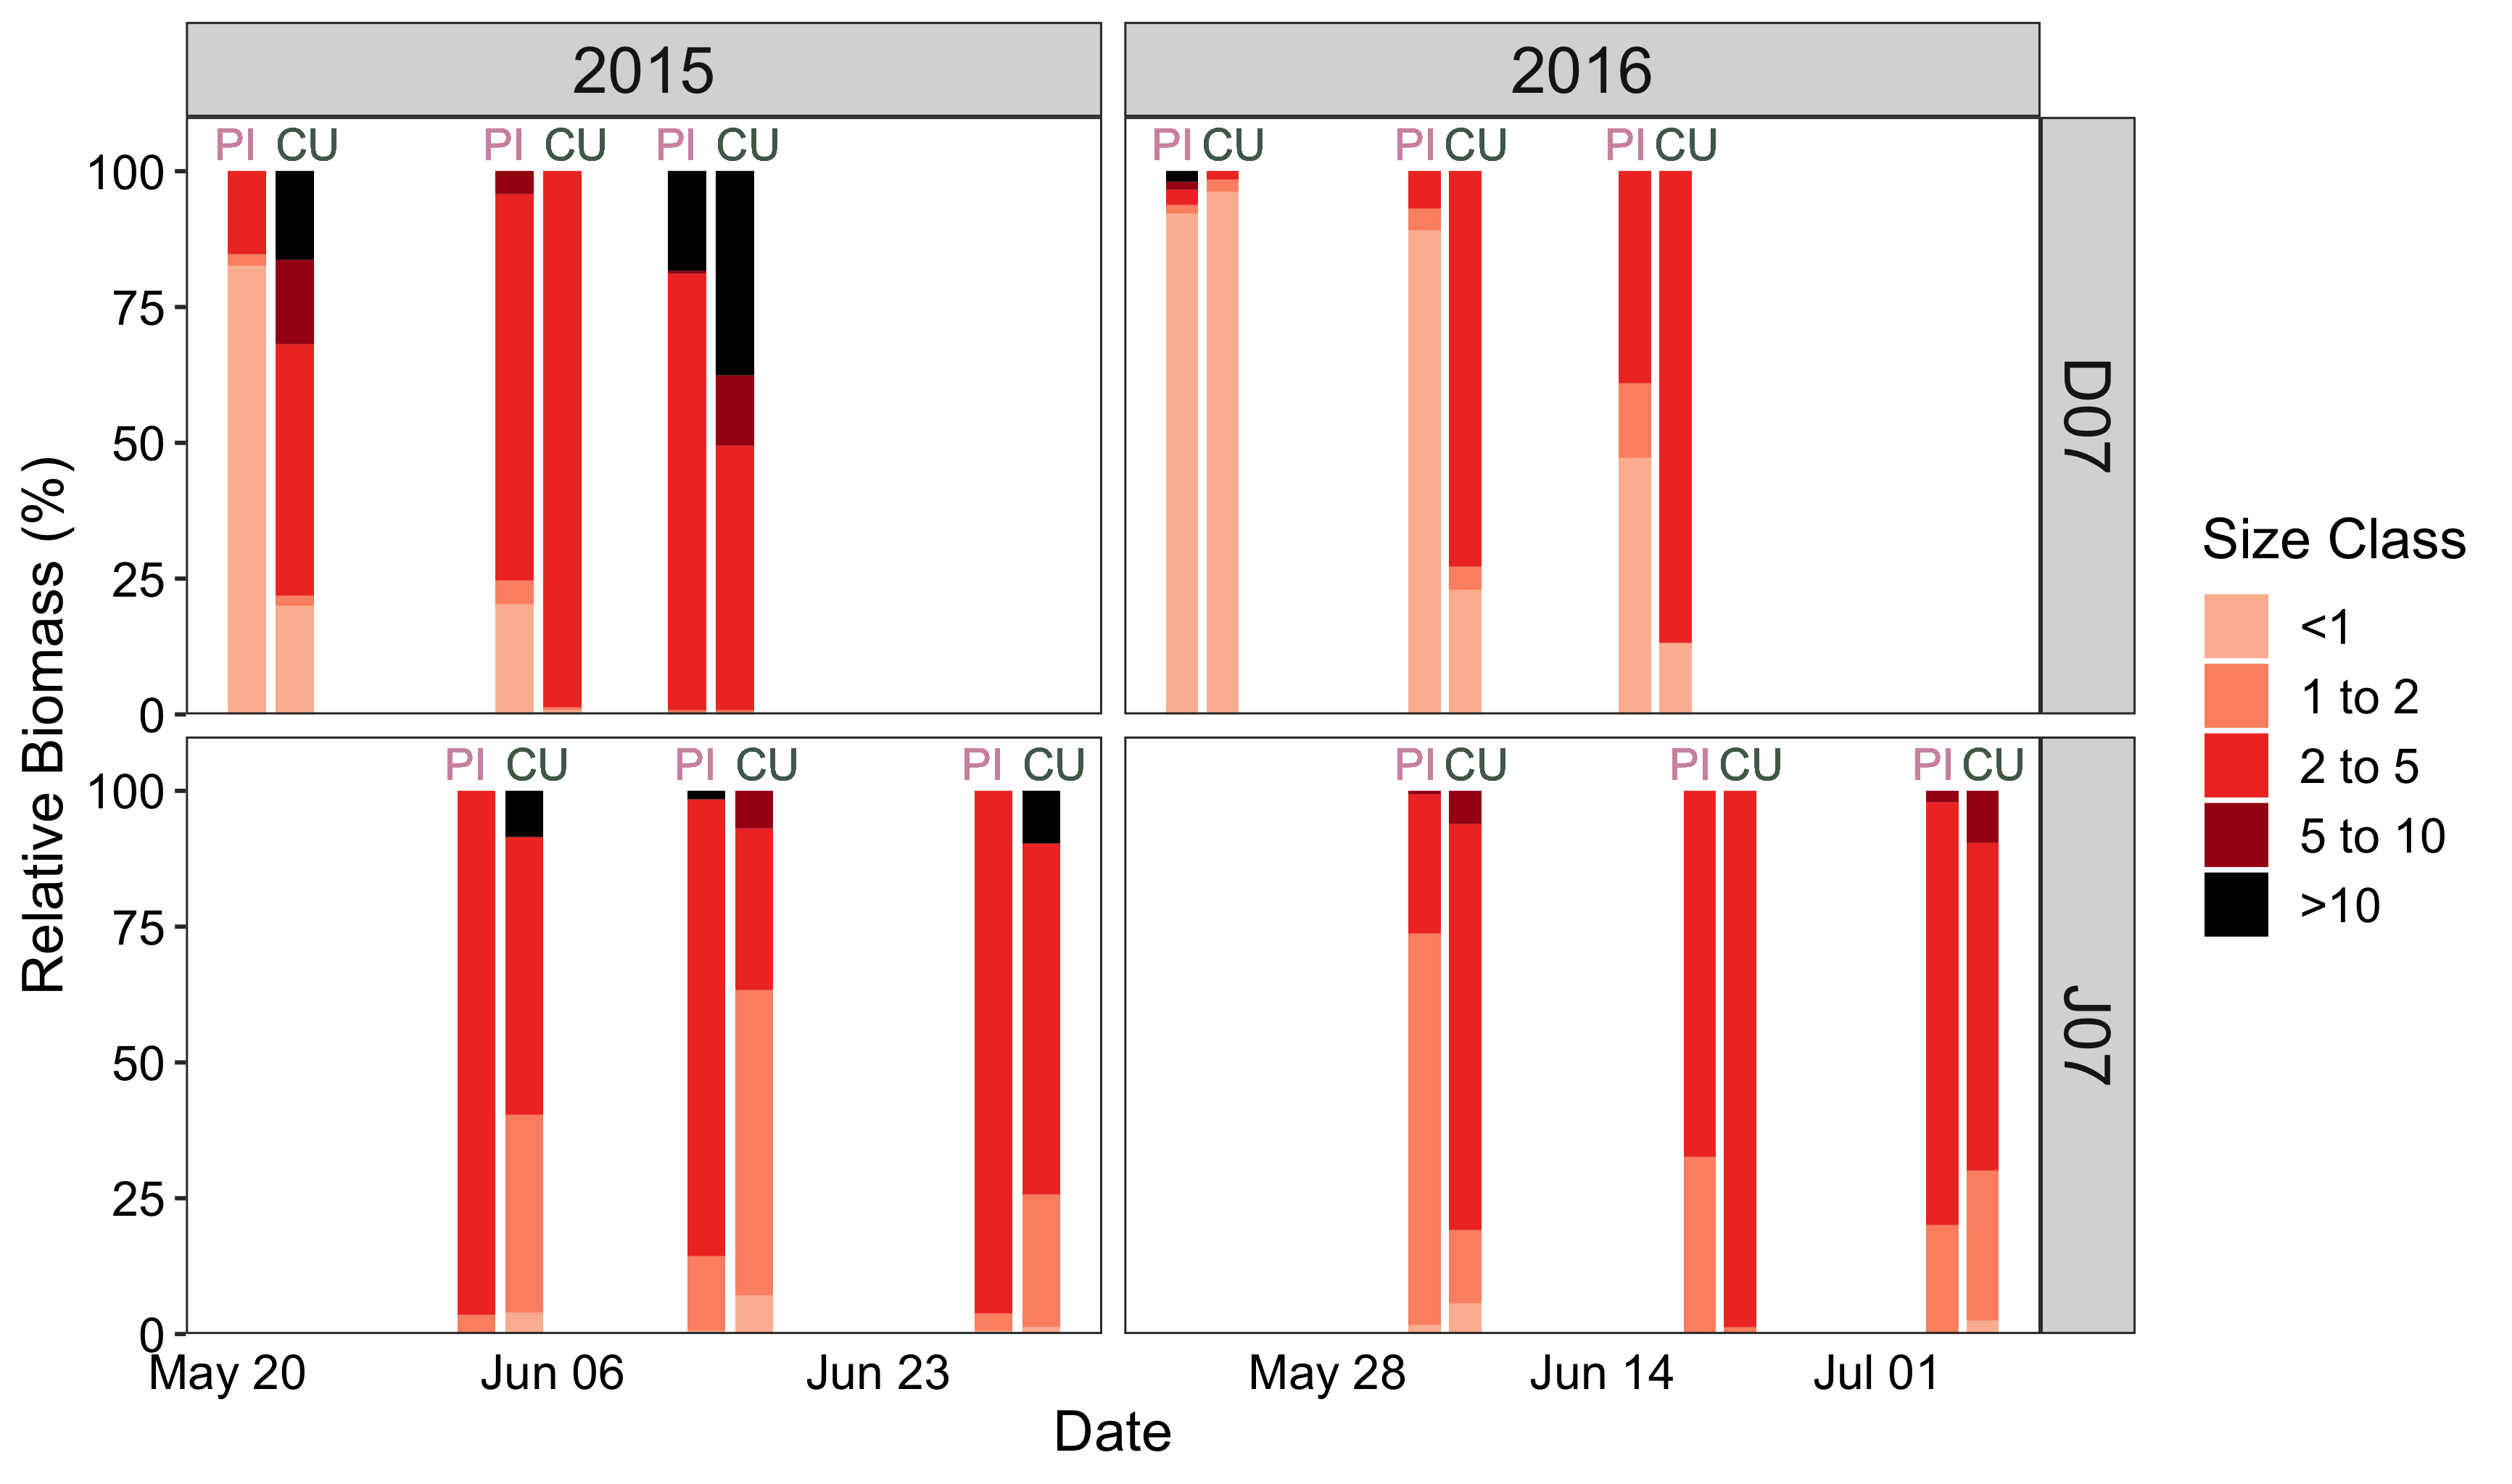 2015
2016
PI CU PI CU PI CU
PI CU PI CU PI CU
100
75
50
25
0
D07
Relative Biomass (%)
PI CU PI CU PI CU
PI CU PI CU PI CU
100
75
50
25
0
J07
May 20
Jun 06
Jun 23
May 28
Jun 14
Jul 01
Date
Size Class
<1
1 to 2
2 to 5
5 to 10
>10